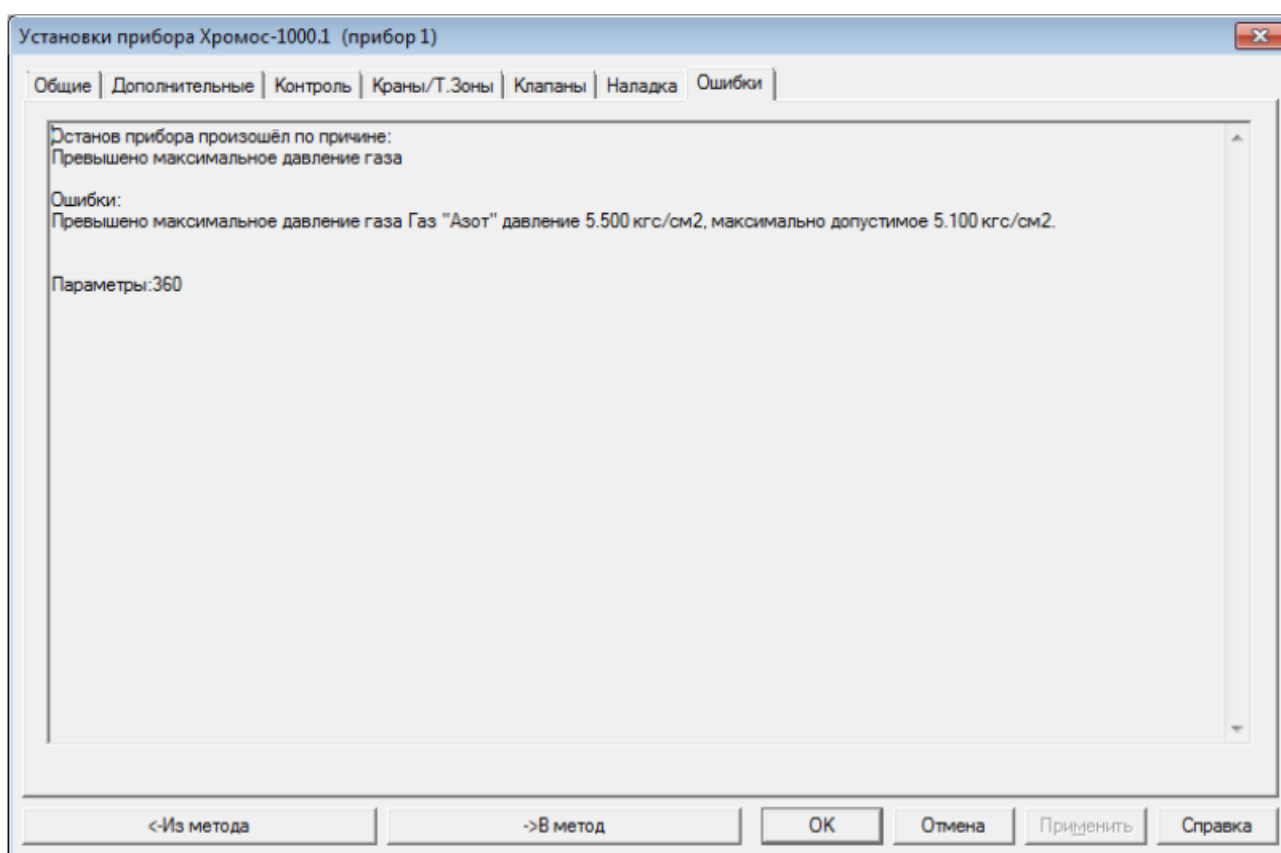 Установки прибора Хромос-1000.1 (прибор 1)
Общие Дополнительные Контроль Краны/Т.Зоны Клапаны Наладка Ошибки
Останов прибора произошёл по причине:
Превышено максимальное давление газа
Ошибки:
Превышено максимальное давление газа Газ "Азот" давление 5.500 кгс/см2, максимально допустимое 5.100 кгс/см2.
Параметры:360
<-Из метода ->В метод OK Отмена Применить Справка